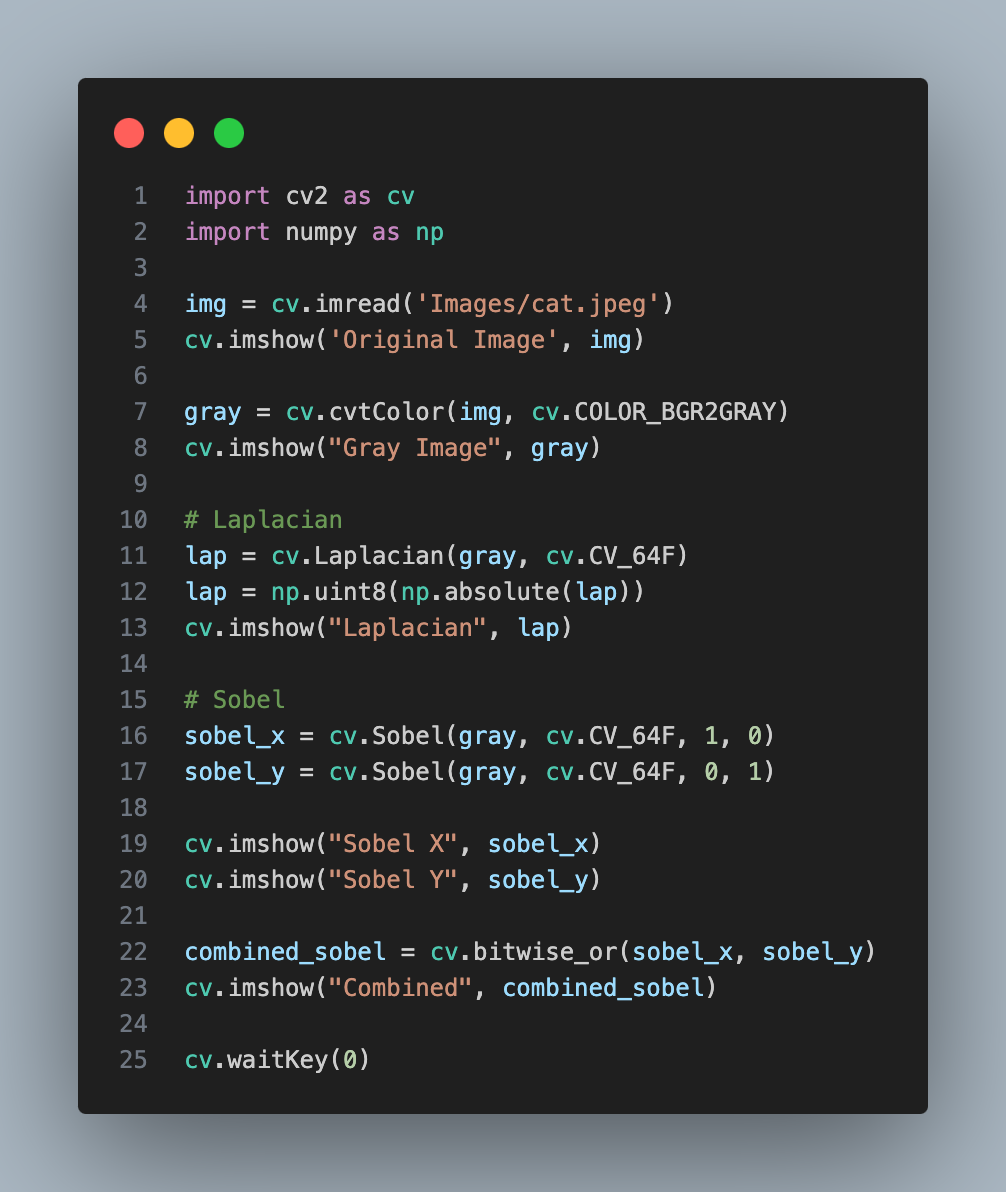 1 import cv2 as cv
2 import numpy as np
3
4 img = cv.imread('Images/cat.jpeg')
5 cv.imshow('Original Image', img)
6
7 gray = cv.cvtColor(img, cv.COLOR_BGR2GRAY)
8 cv.imshow("Gray Image", gray)
9
10 # Laplacian
11 lap = cv.Laplacian(gray, cv.CV_64F)
12 lap = np.uint8(np.absolute(lap))
13 cv.imshow("Laplacian", lap)
14
15 # Sobel
16 sobel_x = cv.Sobel(gray, cv.CV_64F, 1, 0)
17 sobel_y = cv.Sobel(gray, cv.CV_64F, 0, 1)
18
19 cv.imshow("Sobel X", sobel_x)
20 cv.imshow("Sobel Y", sobel_y)
21
22 combined_sobel = cv.bitwise_or(sobel_x, sobel_y)
23 cv.imshow("Combined", combined_sobel)
24
25 cv.waitKey(0)